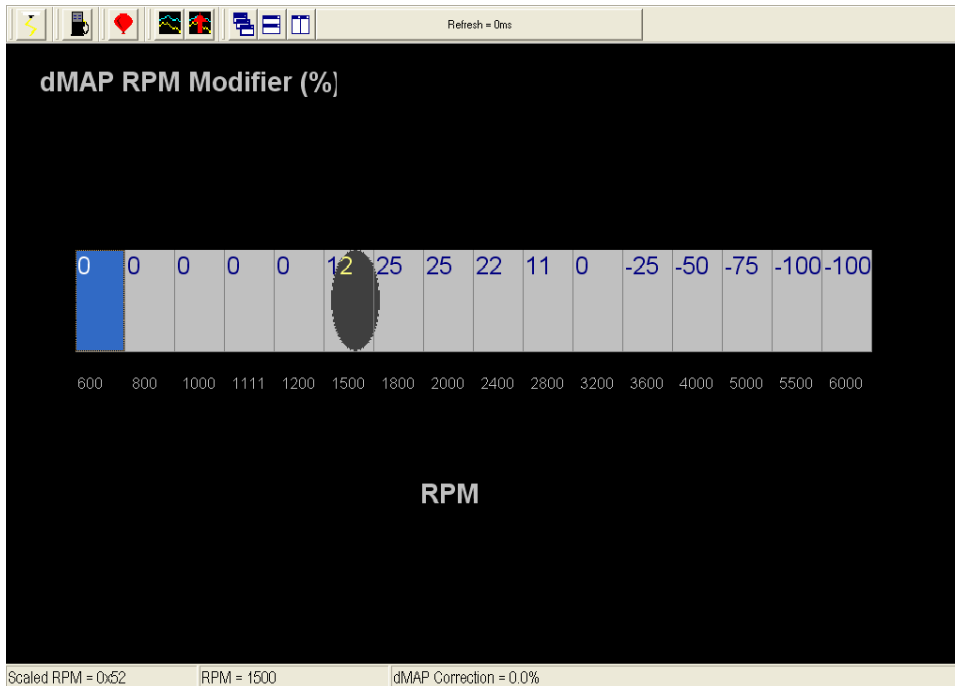 Refresh = 0ms
dMAP RPM Modifier (%)
0 0 0 0 0 12 25 25 22 11 0 -25 -50 -75 -100 -100
600 800 1000 1111 1200 1500 1800 2000 2400 2800 3200 3600 4000 5000 5500 6000
RPM
Scaled RPM = 0x52 RPM = 1500 dMAP Correction = 0.0%